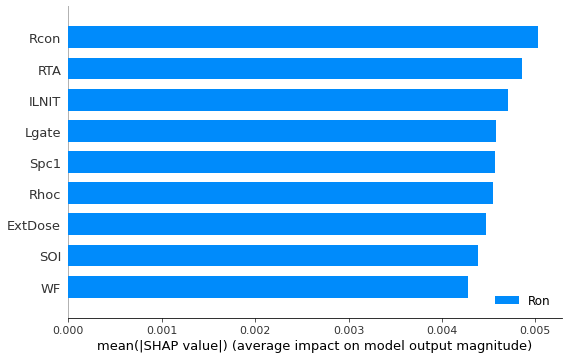 Rcon
RTA
ILNIT
Lgate
Spc1
Rhoc
ExtDose
SOI
WF
Ron
0.000 0.001 0.002 0.003 0.004 0.005
mean(|SHAP value|) (average impact on model output magnitude)